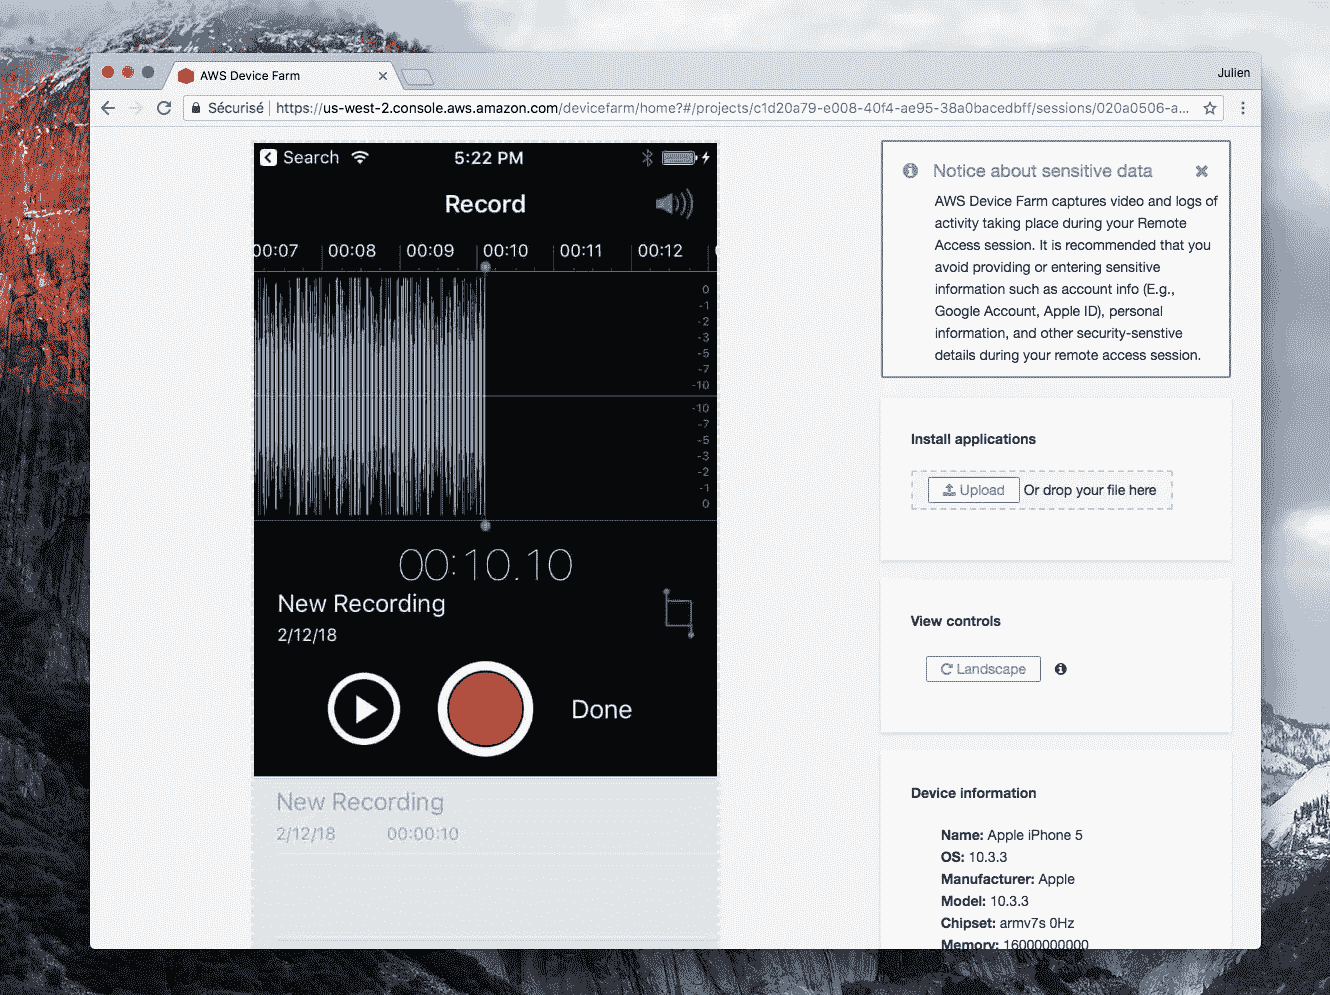 AWS Device Farm
Julien
Sécurisé https://us-west-2.console.aws.amazon.com/devicefarm/home?#/projects/c1d20a79-e008-40f4-ae95-38a0bacedbff/sessions/020a0506-a...
Search 5:22 PM
Record
00:07 00:08 00:09 00:10 00:11 00:12
0
-1
-2
-3
-5
-7
-10
-10
-7
-5
-3
-2
-1
0
00:10.10
New Recording
2/12/18
Done
New Recording
2/12/18 00:00:10
Notice about sensitive data
AWS Device Farm captures video and logs of
activity taking place during your Remote
Access session. It is recommended that you
avoid providing or entering sensitive
information such as account info (E.g.,
Google Account, Apple ID), personal
information, and other security-senstive
details during your remote access session.
Install applications
Upload Or drop your file here
View controls
Landscape
Device information
Name: Apple iPhone 5
OS: 10.3.3
Manufacturer: Apple
Model: 10.3.3
Chipset: armv7s 0Hz
Memory: 16000000000